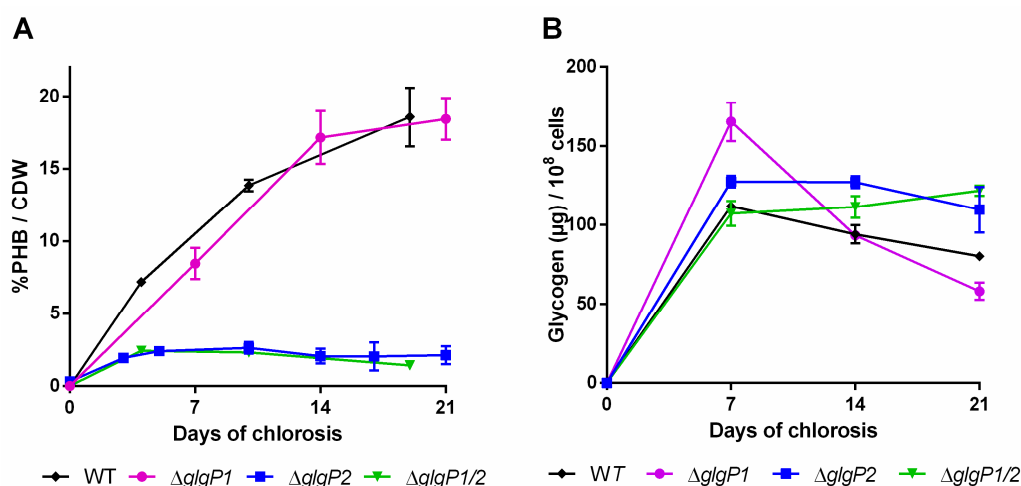 A
%PHB / CDW
20
15
10
5
0
0 7 14 21
Days of chlorosis
WT ΔglgP1 ΔglgP2 ΔglgP1/2
B
Glycogen (µg) / 10⁸ cells
200
150
100
50
0
0 7 14 21
Days of chlorosis
WT ΔglgP1 ΔglgP2 ΔglgP1/2